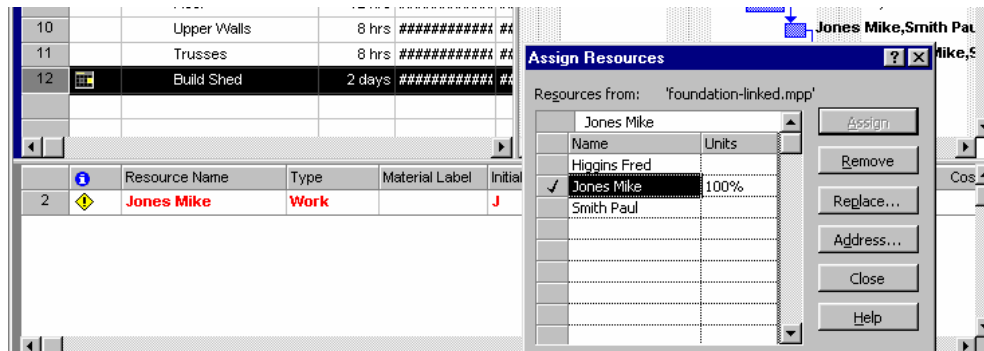 10 Upper Walls 8 hrs ############ ## Jones Mike,Smith Pau
11 Trusses 8 hrs ############ ##
12 Build Shed 2 days ############ ##
Assign Resources
Resources from: 'foundation-linked.mpp'
Jones Mike
Name Units
Higgins Fred
Jones Mike 100%
Smith Paul
Assign
Remove
Replace...
Address...
Close
Help
Resource Name Type Material Label Initial Cos
2 Jones Mike Work J